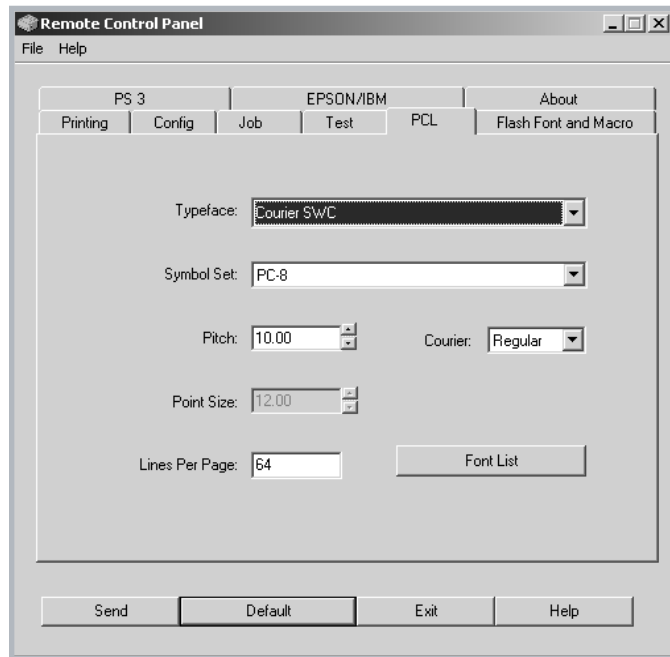 Remote Control Panel
File Help
PS 3 EPSON/IBM About
Printing Config Job Test PCL Flash Font and Macro
Typeface: Courier SWC
Symbol Set: PC-8
Pitch: 10.00 Courier: Regular
Point Size: 12.00
Lines Per Page: 64 Font List
Send Default Exit Help